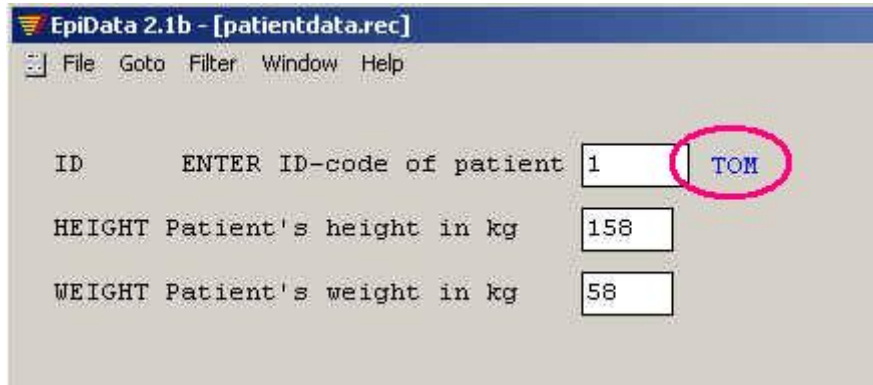 EpiData 2.1b - [patientdata.rec]
File Goto Filter Window Help
ID ENTER ID-code of patient 1 TOM
HEIGHT Patient's height in kg 158
WEIGHT Patient's weight in kg 58